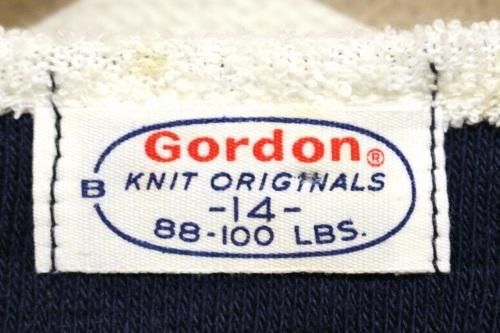 Gordon®
B
KNIT ORIGINALS
-14-
88-100 LBS.